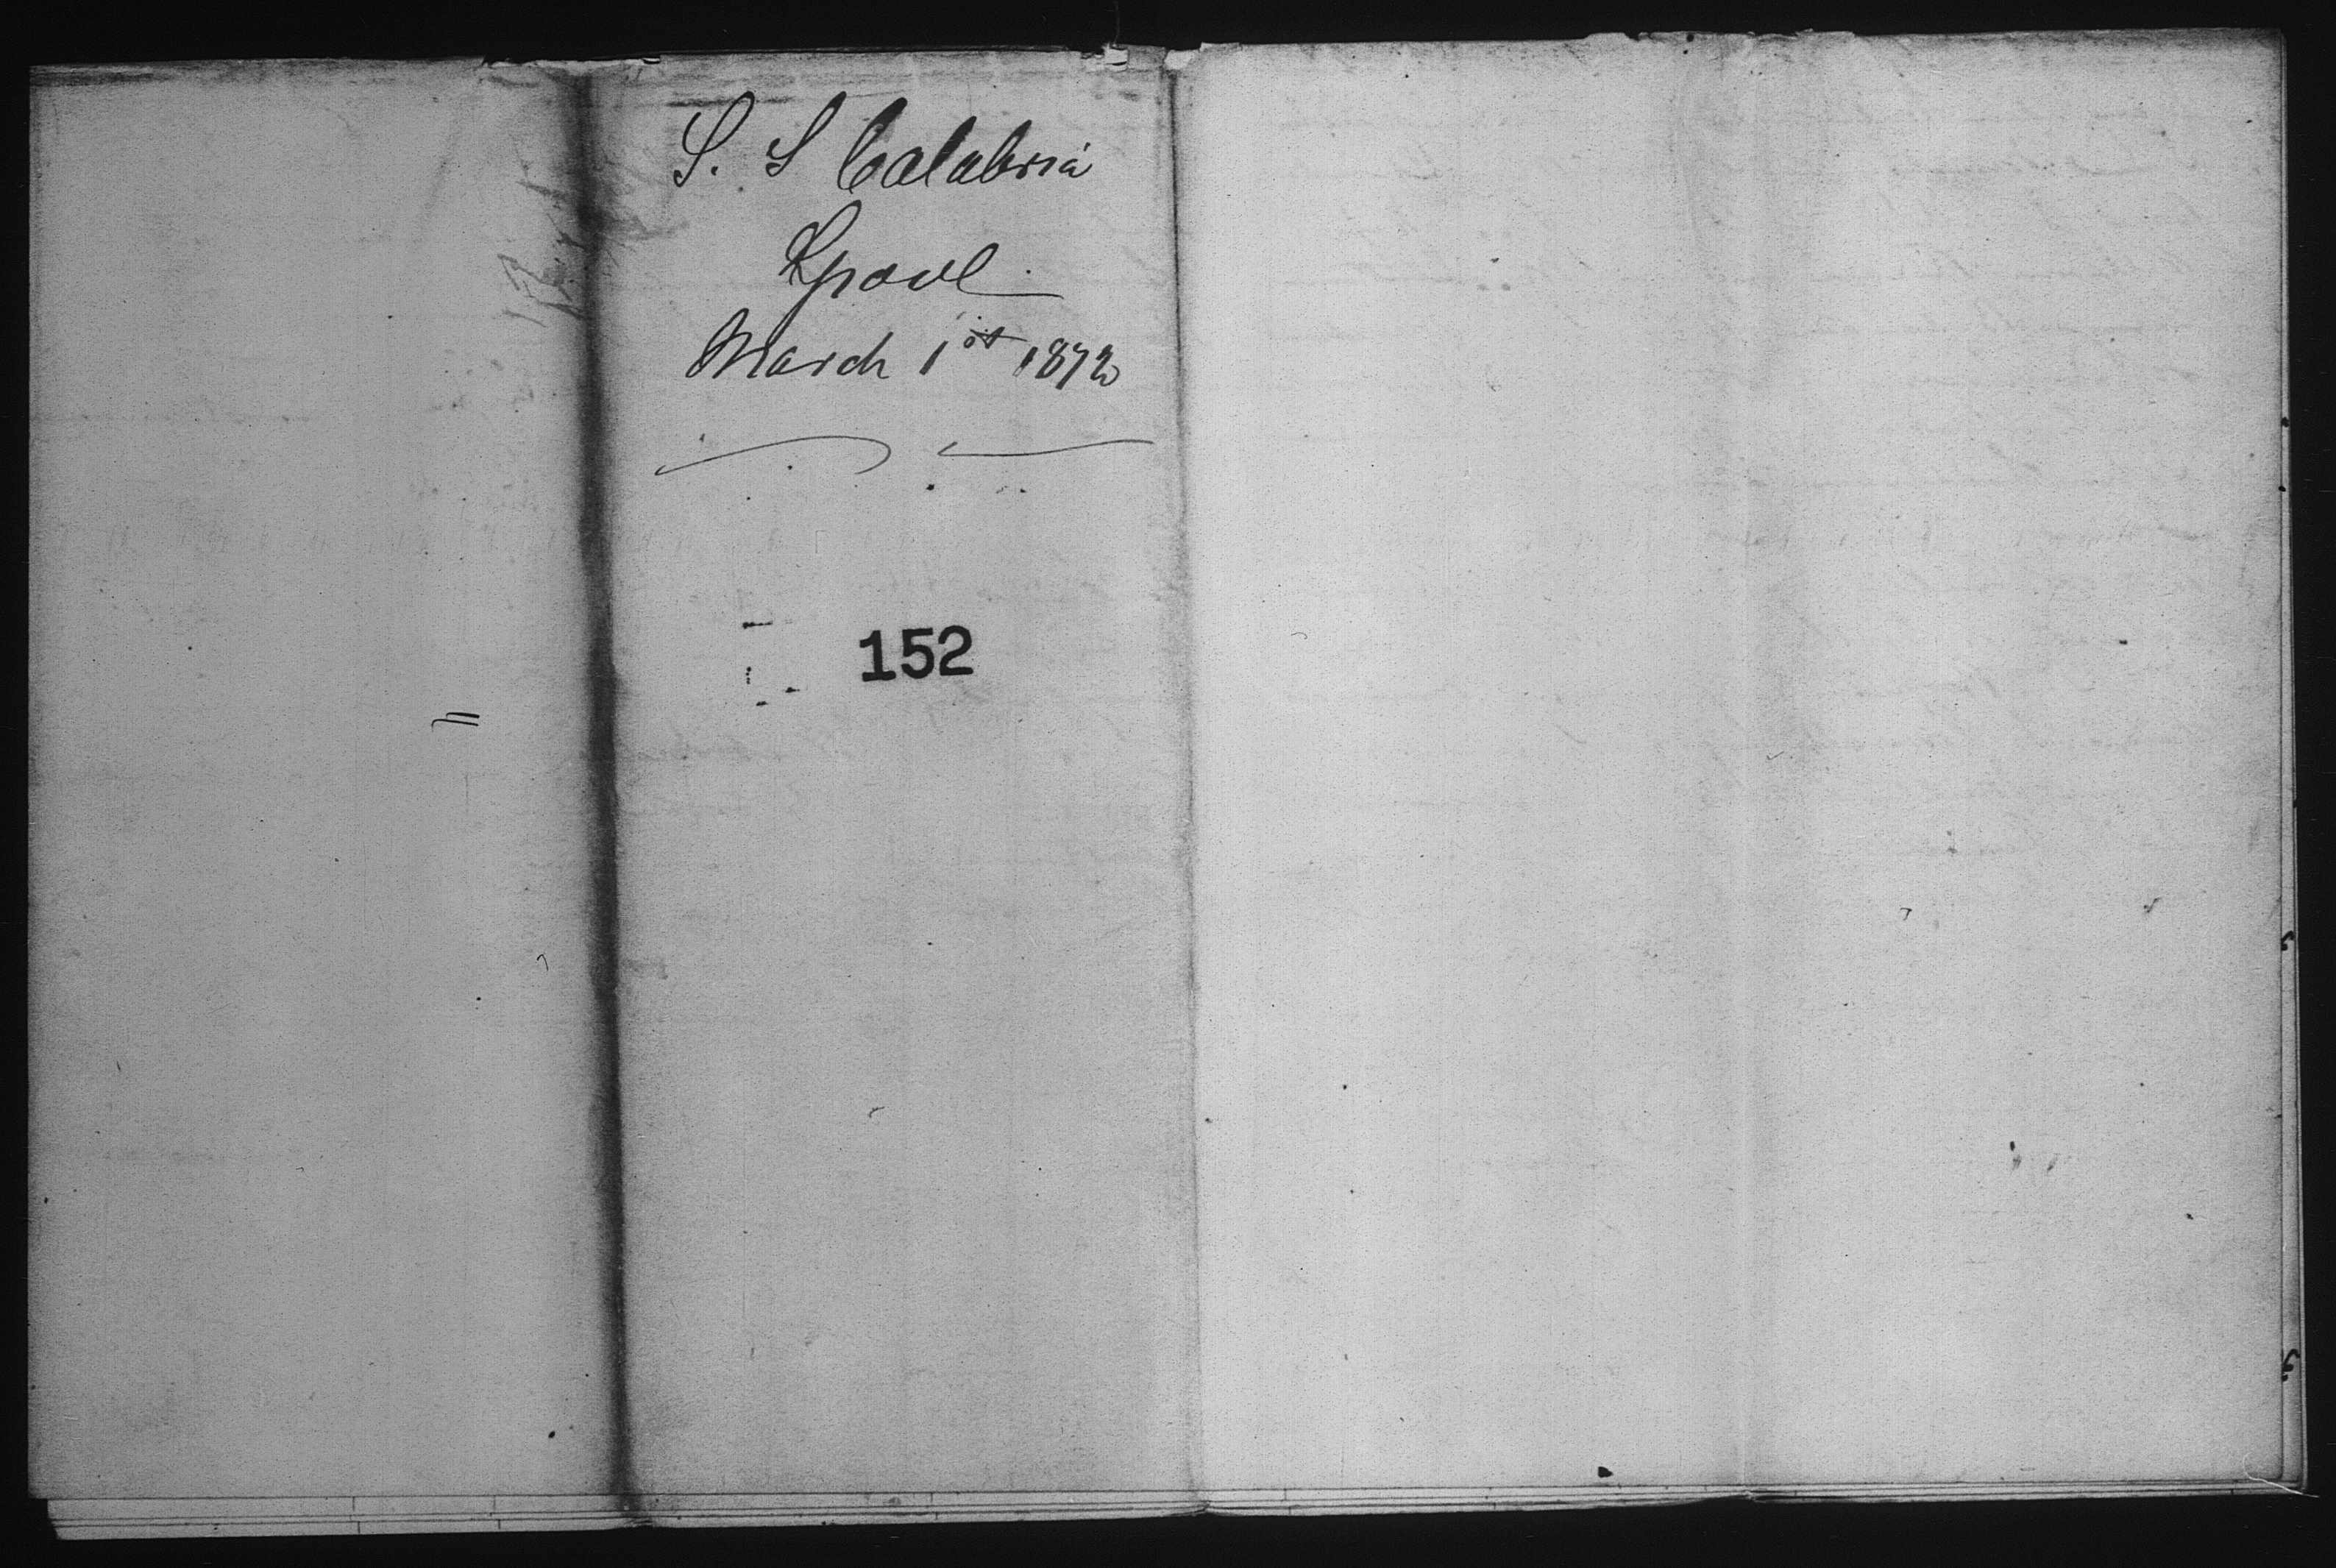 S. S Calabria
Lpool
March 1st 1872
152